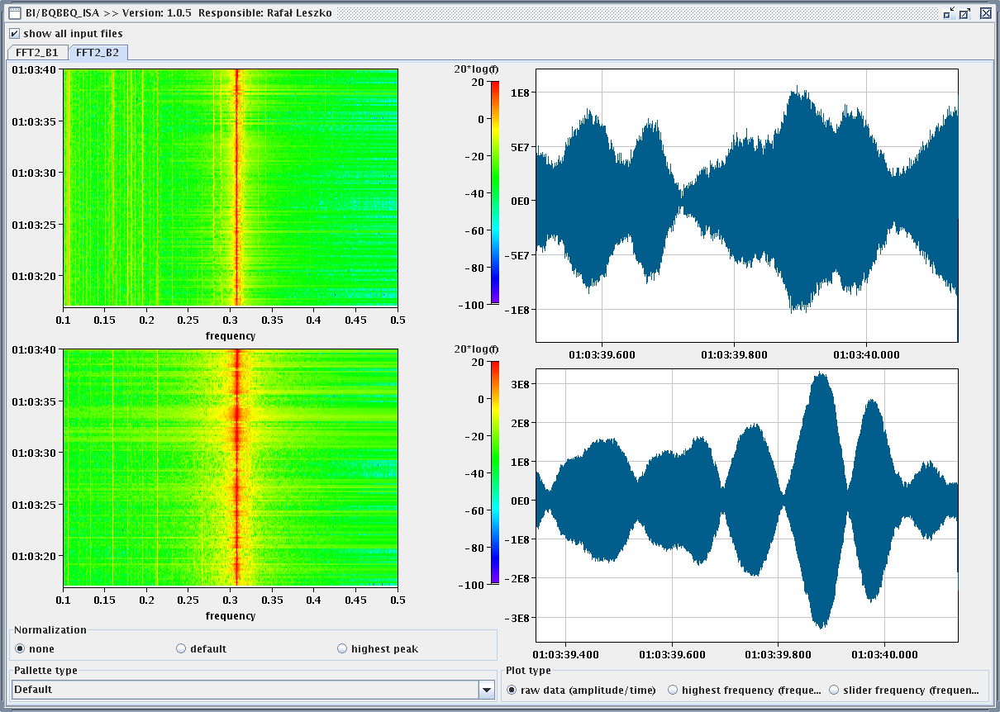 BI/BQBBQ_ISA >> Version: 1.0.5 Responsible: Rafał Leszko
show all input files
FFT2_B1 FFT2_B2
01:03:40
01:03:35
01:03:30
01:03:25
01:03:20
0.1 0.15 0.2 0.25 0.3 0.35 0.4 0.45 0.5
frequency
20*log(f)
20
0
-20
-40
-60
-80
-100
1E8
5E7
0E0
-5E7
-1E8
01:03:39.600 01:03:39.800 01:03:40.000
01:03:40
01:03:35
01:03:30
01:03:25
01:03:20
0.1 0.15 0.2 0.25 0.3 0.35 0.4 0.45 0.5
frequency
20*log(f)
20
0
-20
-40
-60
-80
-100
3E8
2E8
1E8
0E0
-1E8
-2E8
-3E8
01:03:39.400 01:03:39.600 01:03:39.800 01:03:40.000
Normalization
none default highest peak
Pallette type
Default
Plot type
raw data (amplitude/time) highest frequency (freque... slider frequency (frequen...